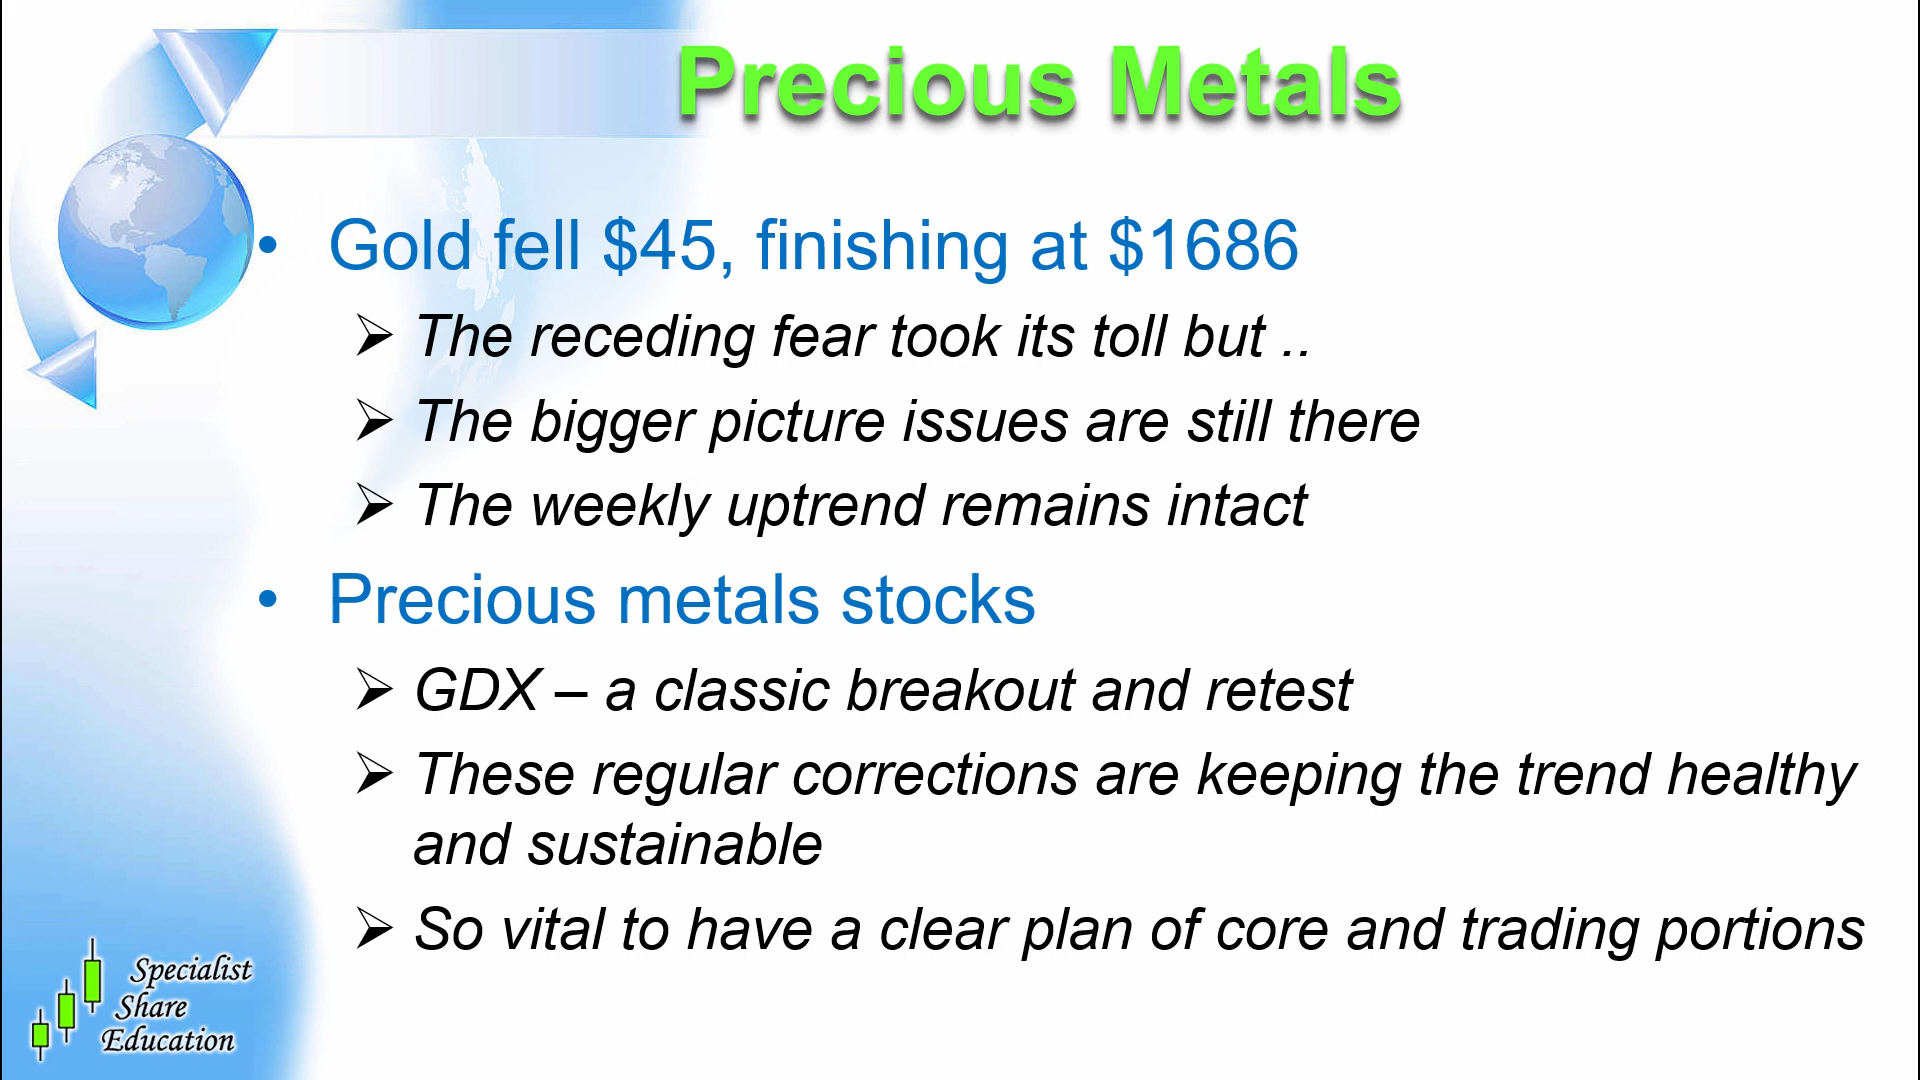 Precious Metals
• Gold fell $45, finishing at $1686
➢ The receding fear took its toll but ..
➢ The bigger picture issues are still there
➢ The weekly uptrend remains intact
• Precious metals stocks
➢ GDX – a classic breakout and retest
➢ These regular corrections are keeping the trend healthy
and sustainable
➢ So vital to have a clear plan of core and trading portions
Specialist
Share
Education